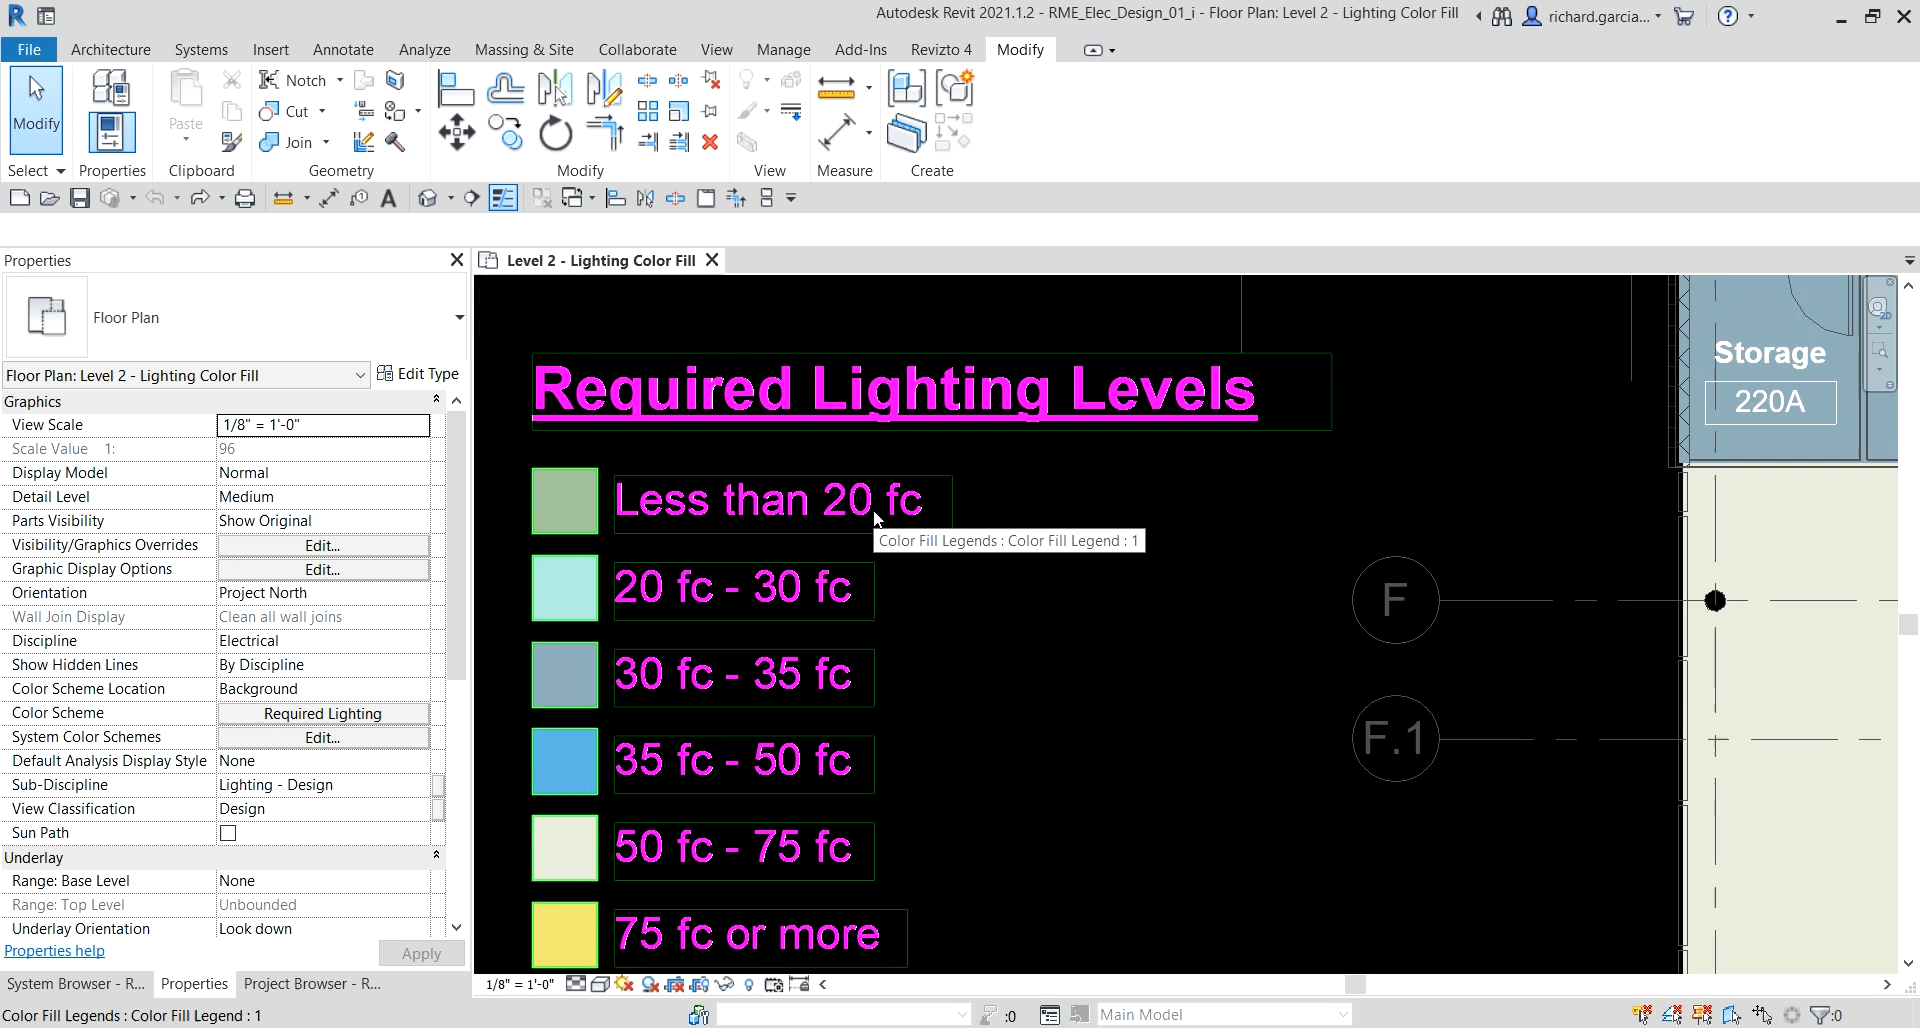 Autodesk Revit 2021.1.2 - RME_Elec_Design_01_i - Floor Plan: Level 2 - Lighting Color Fill
richard.garcia...
File Architecture Systems Insert Annotate Analyze Massing & Site Collaborate View Manage Add-Ins Revizto 4 Modify
Modify
Paste
Notch
Cut
Join
Select Properties Clipboard Geometry Modify View Measure Create
Properties
Level 2 - Lighting Color Fill
Floor Plan
Floor Plan: Level 2 - Lighting Color Fill
Edit Type
Graphics
View Scale 1/8" = 1'-0"
Scale Value 1: 96
Display Model Normal
Detail Level Medium
Parts Visibility Show Original
Visibility/Graphics Overrides Edit...
Graphic Display Options Edit...
Orientation Project North
Wall Join Display Clean all wall joins
Discipline Electrical
Show Hidden Lines By Discipline
Color Scheme Location Background
Color Scheme Required Lighting
System Color Schemes Edit...
Default Analysis Display Style None
Sub-Discipline Lighting - Design
View Classification Design
Sun Path
Underlay
Range: Base Level None
Range: Top Level Unbounded
Underlay Orientation Look down
Properties help
Apply
System Browser - R... Properties Project Browser - R...
Required Lighting Levels
Less than 20 fc
Color Fill Legends : Color Fill Legend : 1
20 fc - 30 fc
30 fc - 35 fc
35 fc - 50 fc
50 fc - 75 fc
75 fc or more
Storage
220A
2D
F
F.1
1/8" = 1'-0"
Color Fill Legends : Color Fill Legend : 1
:0
Main Model
:0